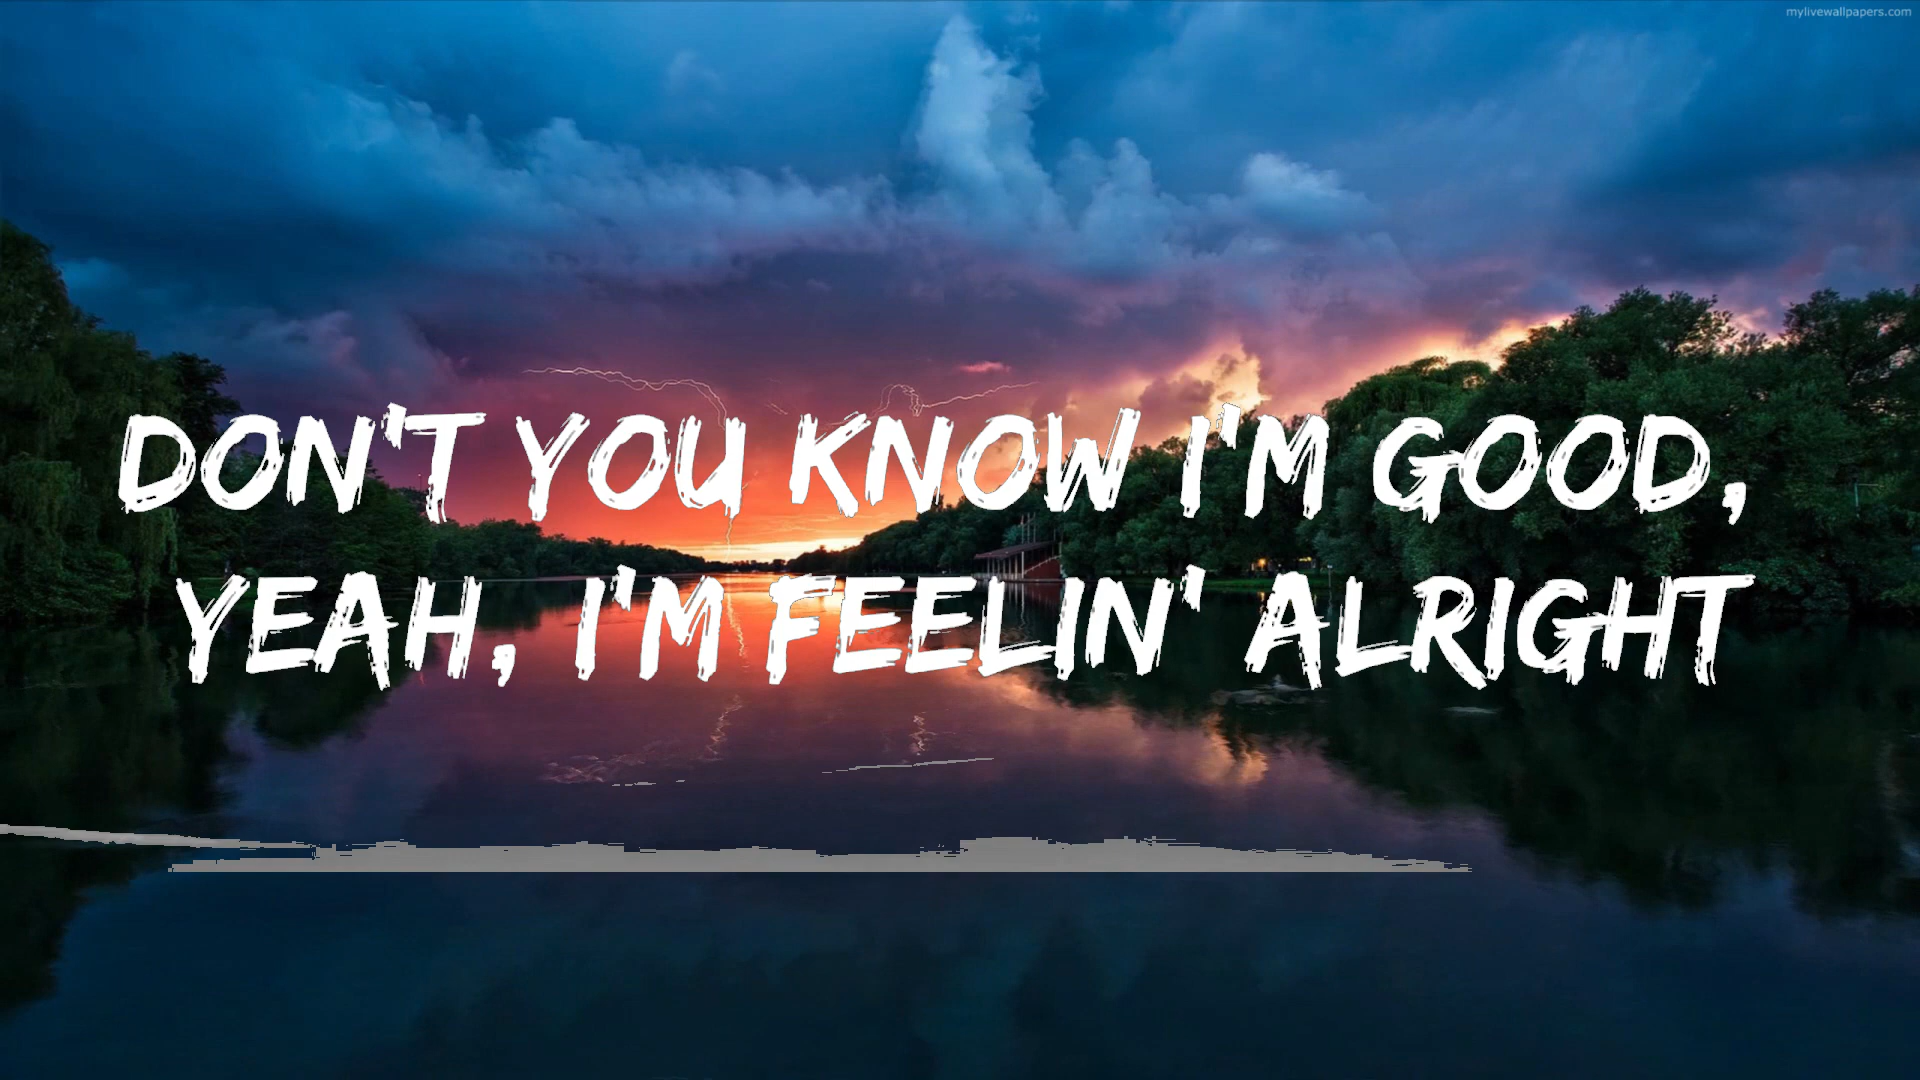 mylivewallpapers.com
DON'T YOU KNOW I'M GOOD,
YEAH, I'M FEELIN' ALRIGHT